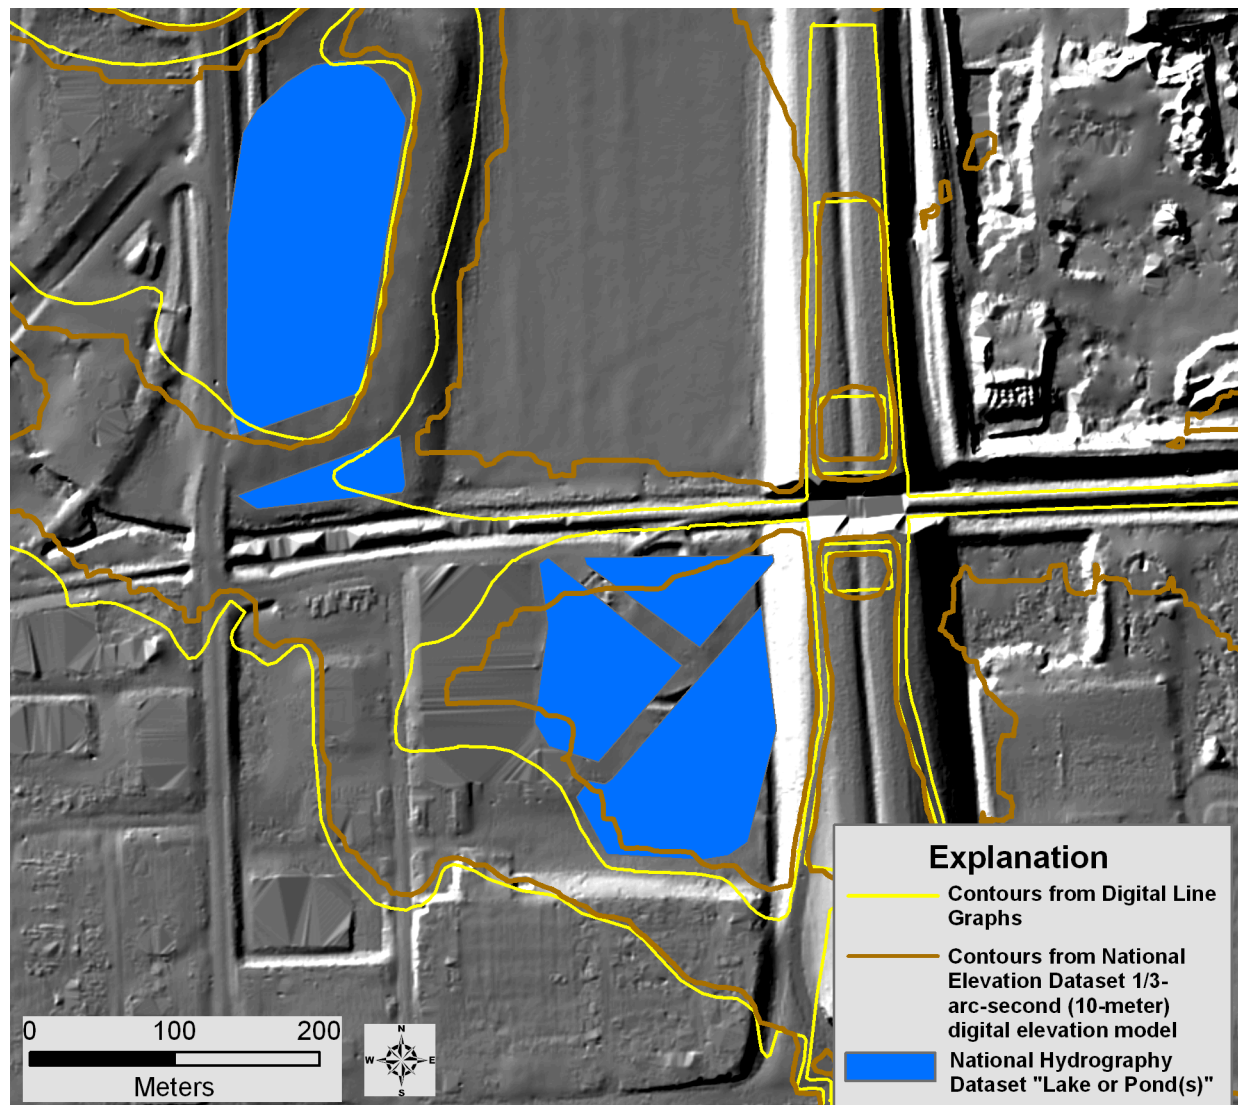 Explanation
Contours from Digital Line
Graphs
Contours from National
Elevation Dataset 1/3-
arc-second (10-meter)
digital elevation model
National Hydrography
Dataset "Lake or Pond(s)"
0 100 200
Meters
N
W E
S